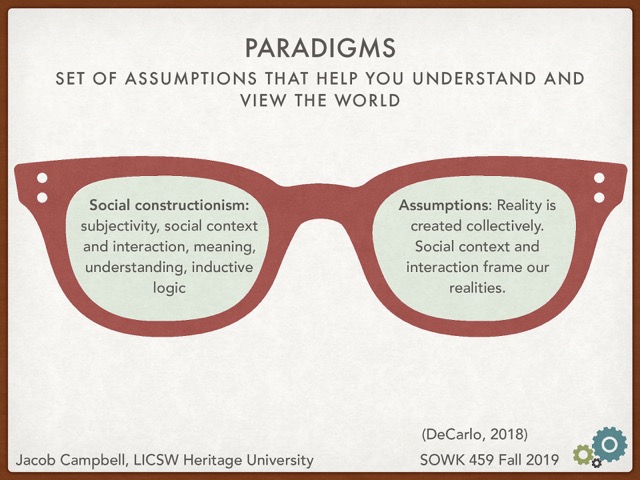 PARADIGMS
SET OF ASSUMPTIONS THAT HELP YOU UNDERSTAND AND
VIEW THE WORLD
Social constructionism:
subjectivity, social context
and interaction, meaning,
understanding, inductive
logic
Assumptions: Reality is
created collectively.
Social context and
interaction frame our
realities.
(DeCarlo, 2018)
Jacob Campbell, LICSW Heritage University
SOWK 459 Fall 2019